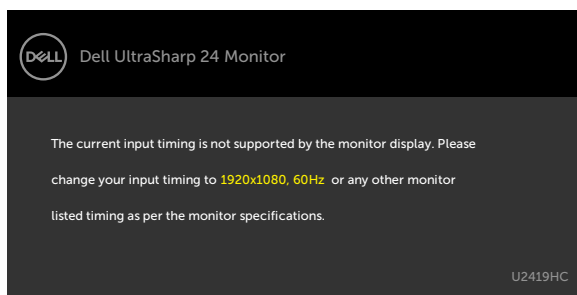 DELL Dell UltraSharp 24 Monitor
The current input timing is not supported by the monitor display. Please
change your input timing to 1920x1080, 60Hz or any other monitor
listed timing as per the monitor specifications.
U2419HC